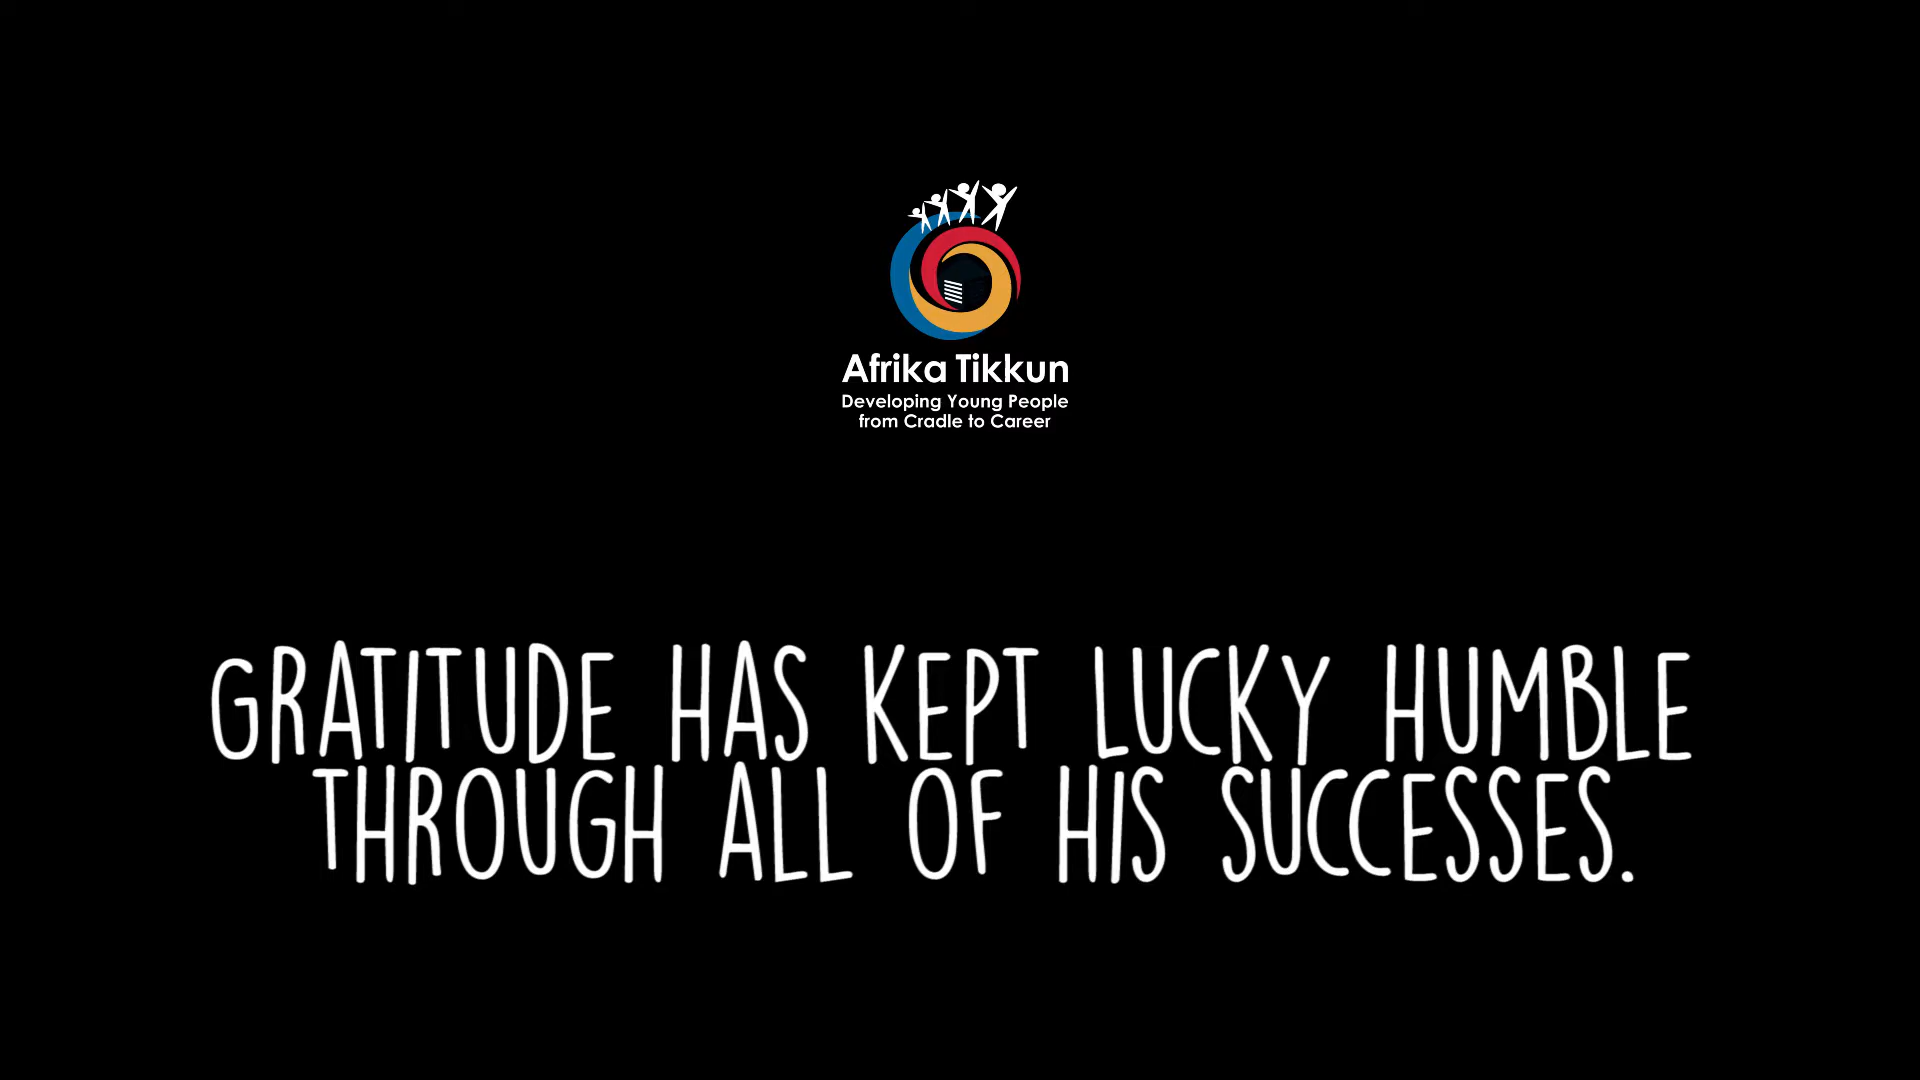 Afrika Tikkun
Developing Young People
from Cradle to Career
GRATITUDE HAS KEPT LUCKY HUMBLE
THROUGH ALL OF HIS SUCCESSES.